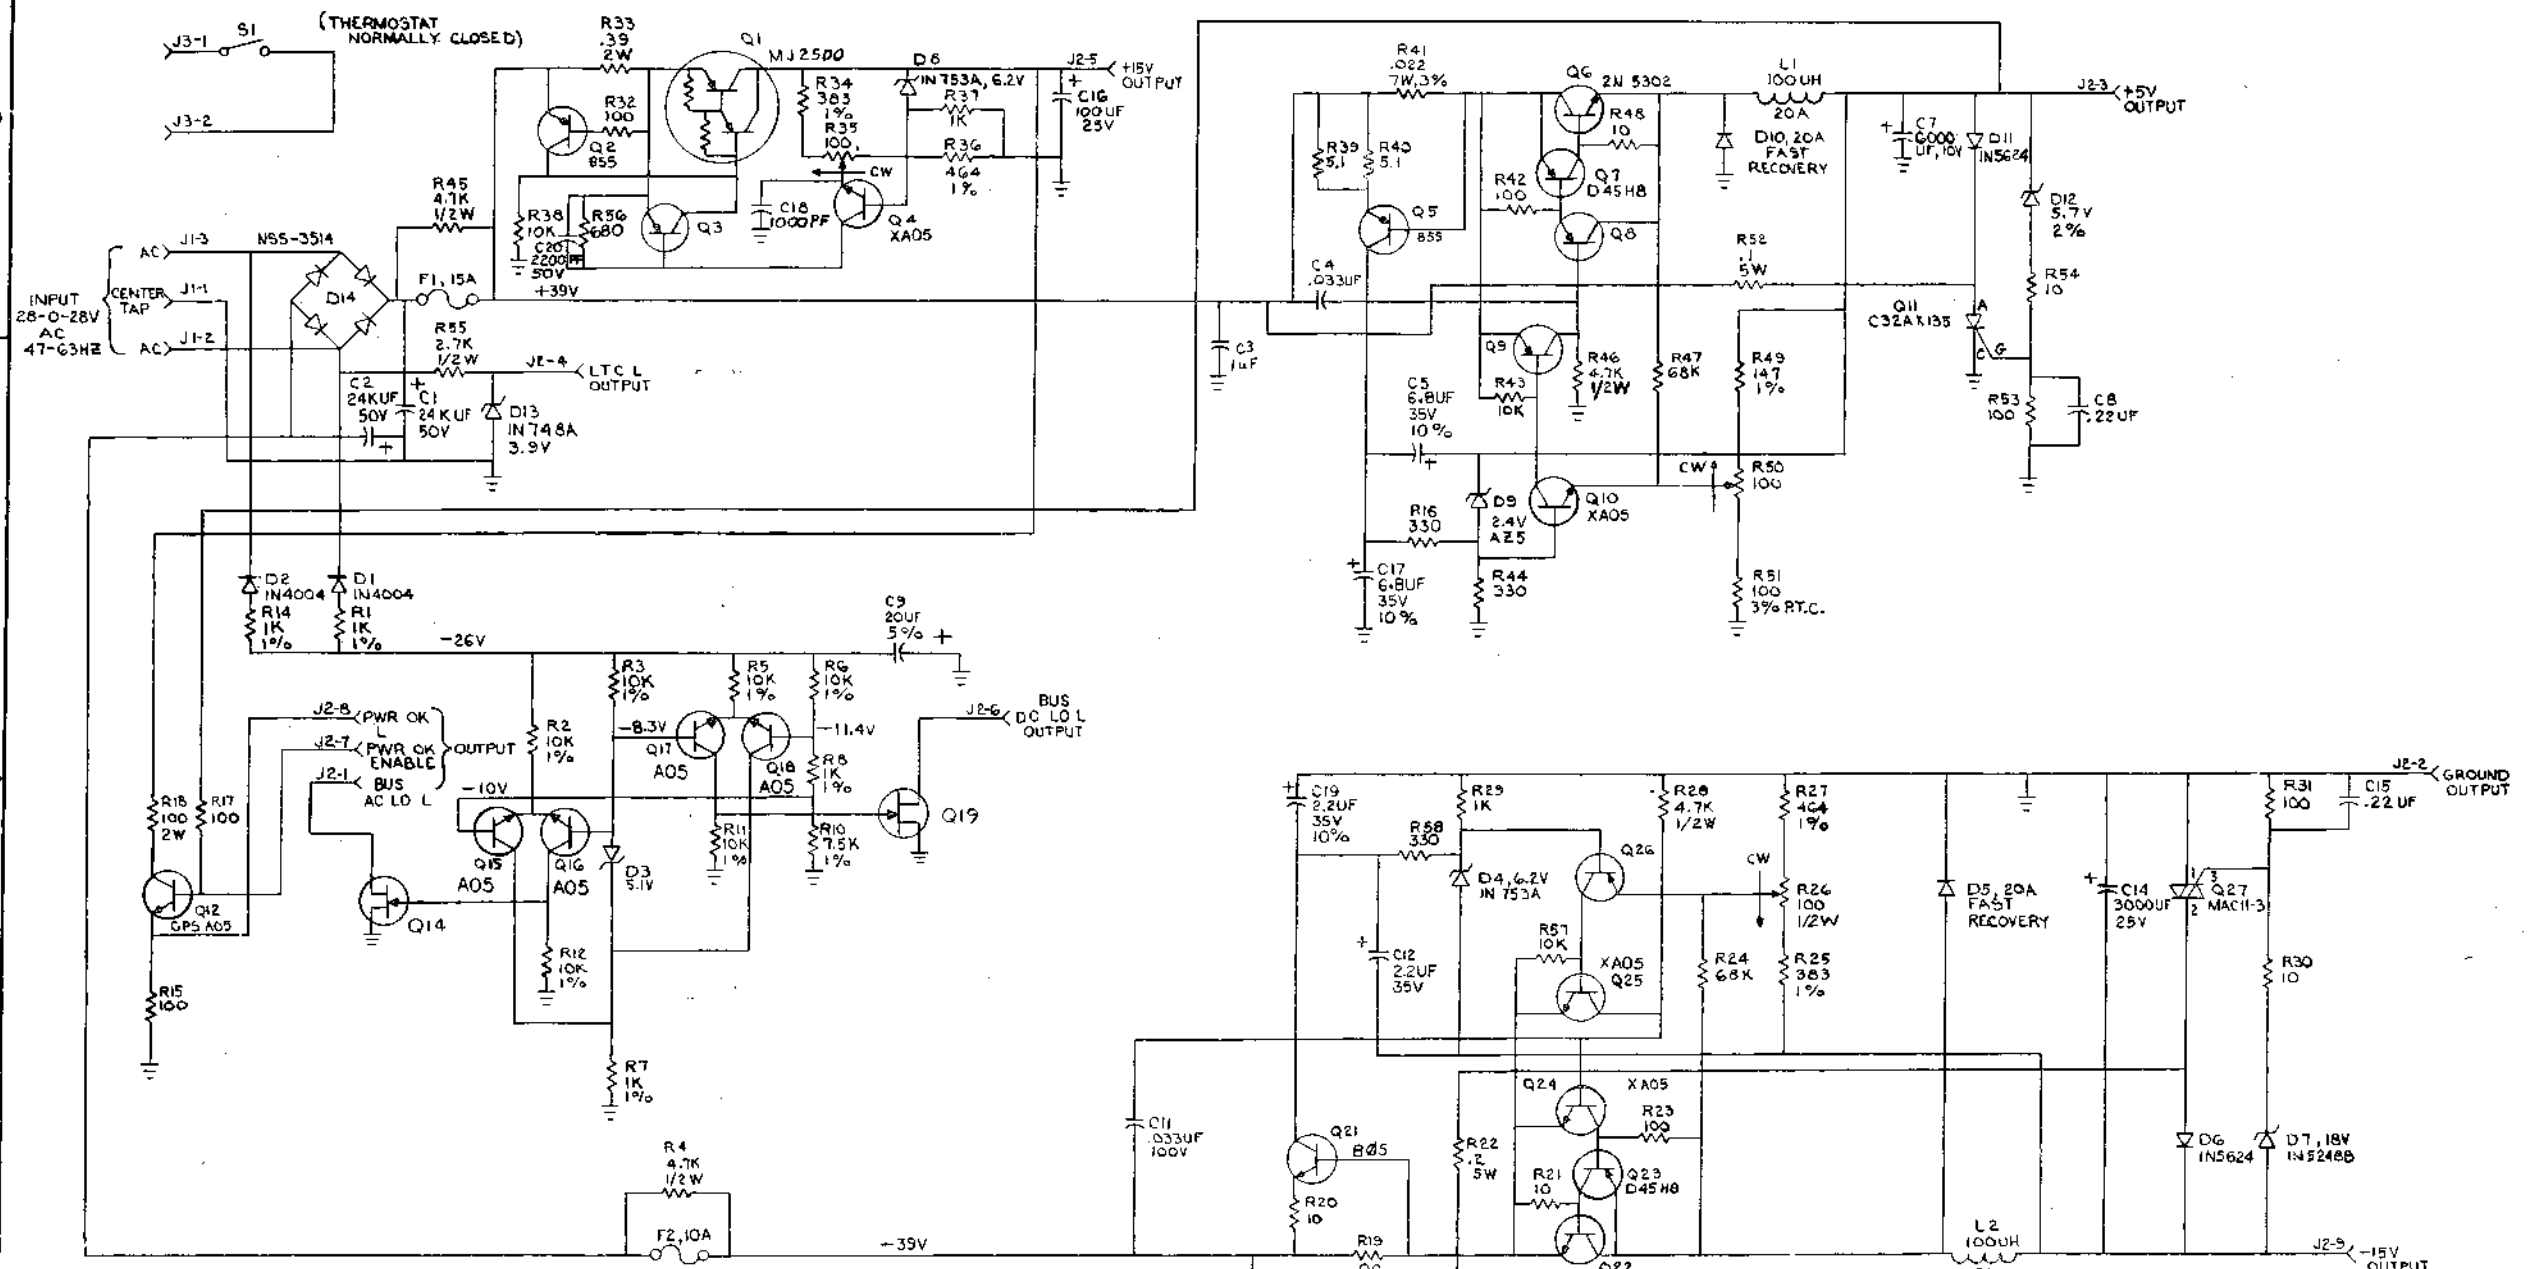 (THERMOSTAT
NORMALLY CLOSED)
J3-1
S1
J3-2
R33
.39
2W
Q1
MJ2500
R32
100
Q2
855
R34
383
1%
R35
100,
CW
D8
IN 753A, 6.2V
R37
1K
R36
464
1%
J2-5
+15V
OUTPUT
+
C16
100UF
25V
R45
4.7K
1/2W
R38
10K
C20
2200PF
50V
R56
680
Q3
C18
1000PF
Q4
XA05
INPUT
28-0-28V
AC
47-63HZ
AC
J1-3
CENTER
TAP
J1-1
AC
J1-2
NSS-3514
D14
F1, 15A
+39V
R55
2.7K
1/2W
J2-4
LTC L
OUTPUT
C2
24KUF
50V
+
+
C1
24KUF
50V
D13
IN748A
3.9V
R41
.022
7W, 3%
Q6
2N 5302
L1
100UH
20A
J2-3
+5V
OUTPUT
R39
5.1
R40
5.1
R48
10
Q7
D45H8
R42
100
Q5
855
Q8
D10, 20A
FAST
RECOVERY
+
C7
6000
UF, 10V
D11
IN5624
D12
5.7V
2%
R52
.1
5W
R54
10
C4
.033UF
C3
1UF
Q11
C32AX135
A
C
G
Q9
R46
4.7K
1/2W
R47
68K
R49
147
1%
R43
10K
R53
100
C8
.22UF
C5
6.8UF
35V
10%
+
CW
R50
100
D9
2.4V
AZ5
Q10
XA05
R16
330
+
C17
6.8UF
35V
10%
R44
330
R51
100
3% P.T.C.
D2
IN4004
R14
1K
1%
D1
IN4004
R1
1K
1%
-26V
C9
20UF
5%
+
R3
10K
1%
R5
10K
1%
R6
10K
1%
R2
10K
1%
-8.3V
Q17
A05
Q18
A05
-11.4V
R8
1K
1%
J2-6
BUS
DC LO L
OUTPUT
J2-8
PWR OK
L
J2-7
PWR OK
ENABLE
OUTPUT
J2-1
BUS
AC LO L
-10V
R18
100
2W
R17
100
Q12
GPSA05
R15
100
Q14
Q15
A05
Q16
A05
D3
5.1V
R11
10K
1%
R10
7.5K
1%
Q19
R12
10K
1%
R7
1K
1%
R4
4.7K
1/2W
F2, 10A
-39V
J2-2
GROUND
OUTPUT
+
C19
2.2UF
35V
10%
R29
1K
R58
330
R28
4.7K
1/2W
R27
464
1%
R31
100
C15
.22UF
Q26
D4, 6.2V
IN 753A
CW
R26
100
1/2W
D5, 20A
FAST
RECOVERY
+
C14
3000UF
25V
1
3
2
Q27
MAC11-3
+
C12
2.2UF
35V
R57
10K
XA05
Q25
R24
68K
R25
383
1%
R30
10
Q24
XA05
R23
100
C11
.033UF
100V
Q21
B05
R22
.2
5W
R21
10
Q23
D45H8
R20
10
D6
IN5624
D7, 18V
IN5248B
R19
L2
100UH
J2-9
-15V
OUTPUT